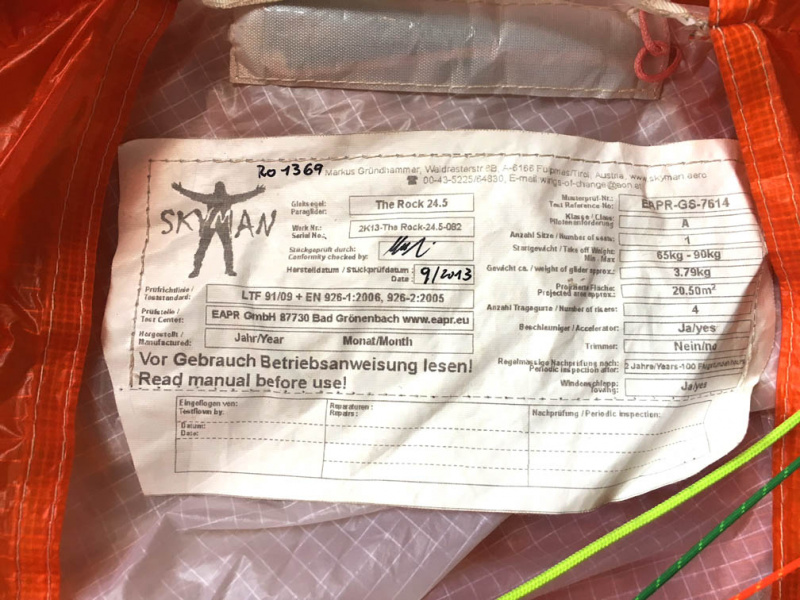 Ro 1369 Markus Gründhammer, Waldrasterstr 8B, A-6166 Fulpmes/Tirol, Austria, www.skyman.aero
☎ 00-43-5225/64830, E-mail wings-of-change@aon.at
SKYMAN
Gleitsegel:
Paraglider: The Rock 24.5
Werk Nr.:
Serial No.: 2K13-The Rock-24.5-082
Stückgeprüft durch:
Conformity checked by:
Herstelldatum / Stückprüfdatum
Date : 9/2013
Prüfrichtlinie /
Teststandard: LTF 91/09 + EN 926-1:2006, 926-2:2005
Prüfstelle /
Test Center: EAPR GmbH 87730 Bad Grönenbach www.eapr.eu
Hergestellt /
Manufactured: Jahr/Year Monat/Month
Vor Gebrauch Betriebsanweisung lesen!
Read manual before use!
Musterprüf-Nr.:
Test Reference No: EAPR-GS-7614
Klasse / Class
Pilotenanforderung A
Anzahl Sitze / Number of seats: 1
Startgewicht / Take off Weight:
Min - Max 65kg - 90kg
Gewicht ca. / weight of glider approx.: 3.79kg
Projizierte Fläche:
Projected area approx.: 20.50m²
Anzahl Tragegurte / Number of risers: 4
Beschleuniger / Accelerator: Ja/yes
Trimmer: Nein/no
Regelmässige Nachprüfung nach:
Periodic inspection after: 2 Jahre/Years-100
Windenschlepp:
Towing: Ja/yes
Eingeflogen von:
Testflown by:
Datum:
Date:
Reparaturen :
Repairs :
Nachprüfung / Periodic inspection: